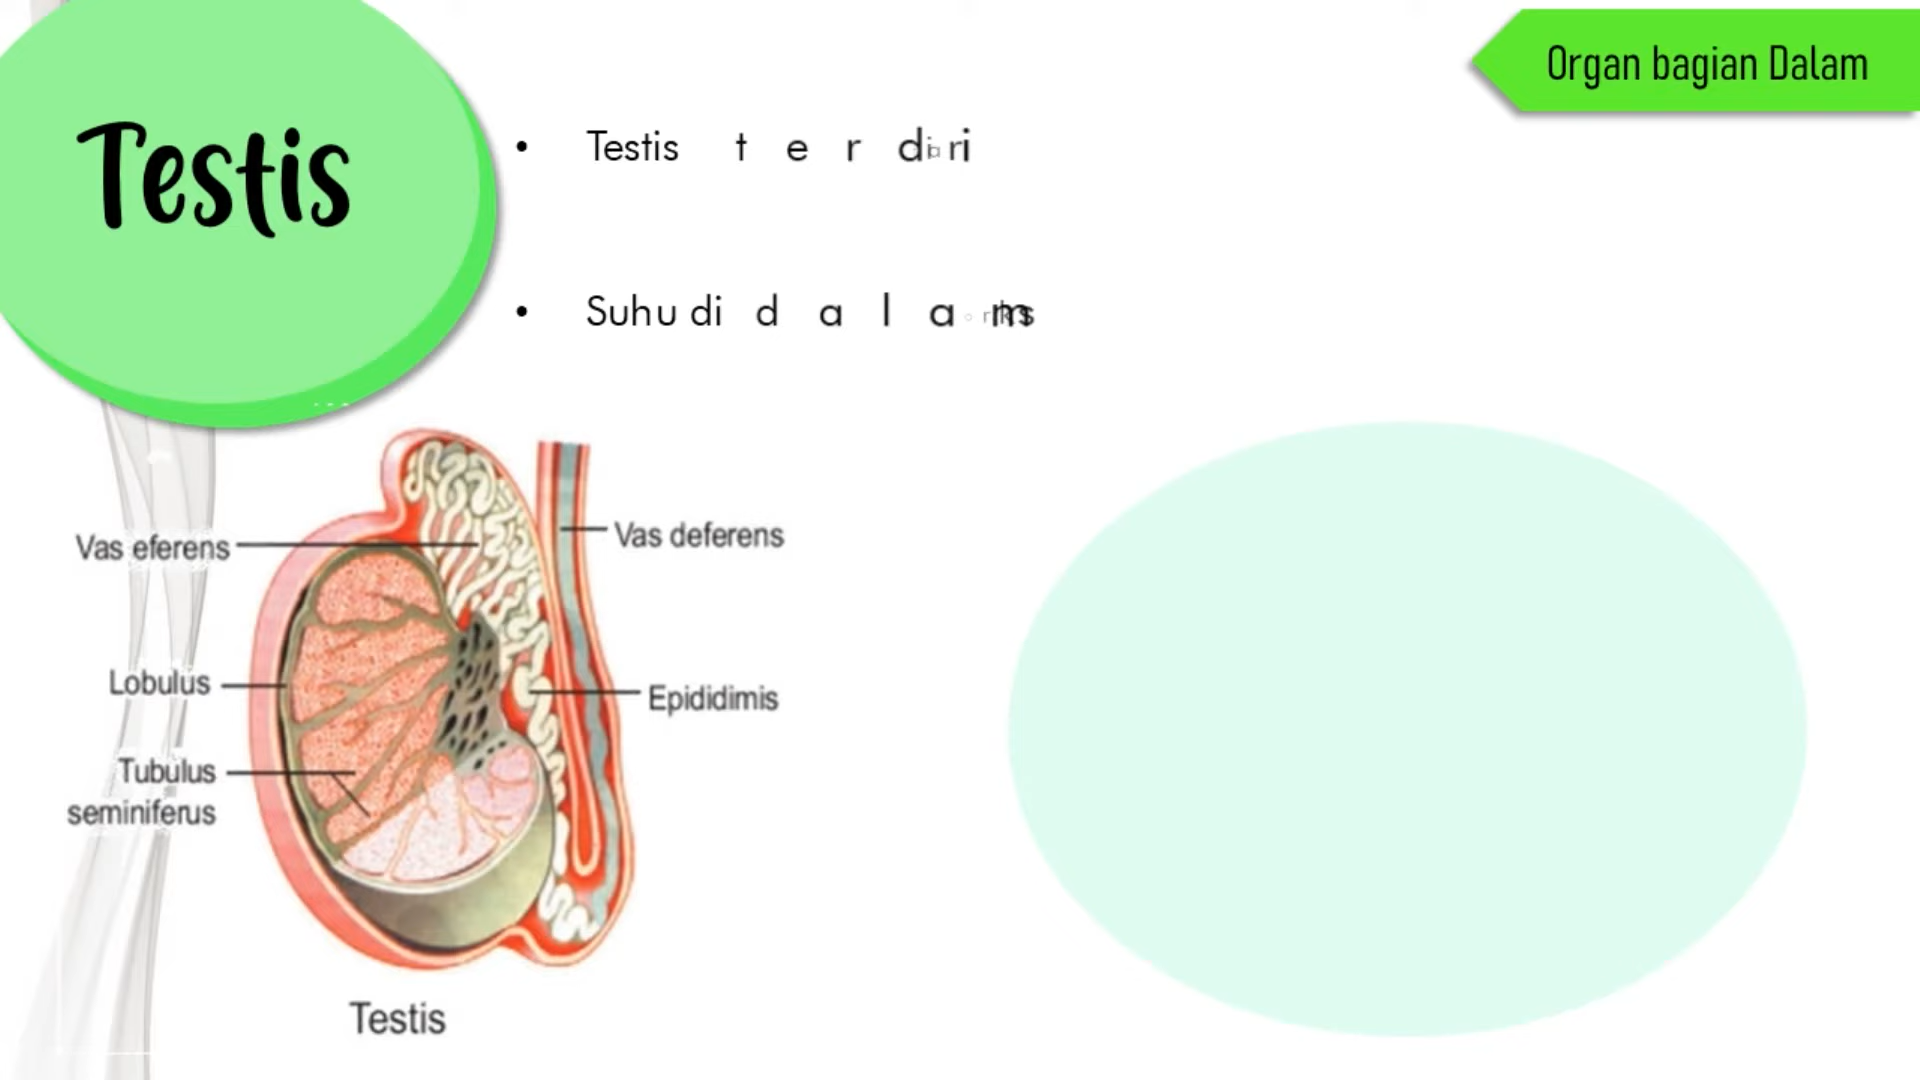 Organ bagian Dalam
Testis
• Testis terdiri
• Suhu di dalam
Vas eferens
Vas deferens
Lobulus
Epididimis
Tubulus
seminiferus
Testis